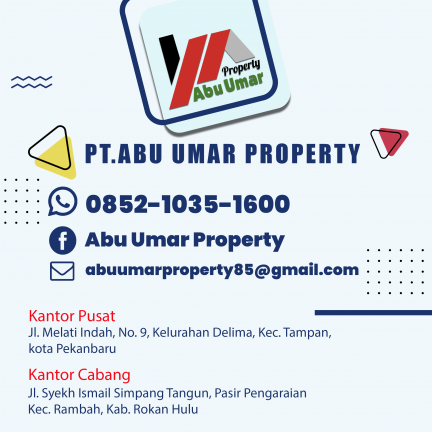 Property
Abu Umar
PT.ABU UMAR PROPERTY
0852-1035-1600
Abu Umar Property
abuumarproperty85@gmail.com
Kantor Pusat
Jl. Melati Indah, No. 9, Kelurahan Delima, Kec. Tampan,
kota Pekanbaru
Kantor Cabang
Jl. Syekh Ismail Simpang Tangun, Pasir Pengaraian
Kec. Rambah, Kab. Rokan Hulu